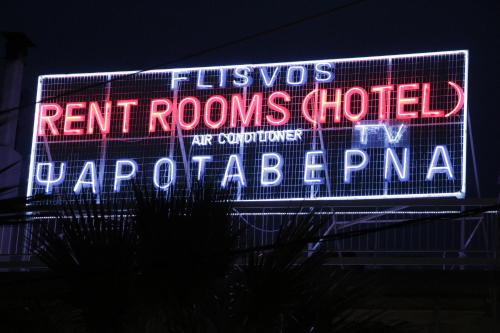 FLISVOS
RENT ROOMS (HOTEL)
AIR CONDITIONER TV
ΨΑΡΟΤΑΒΕΡΝΑ